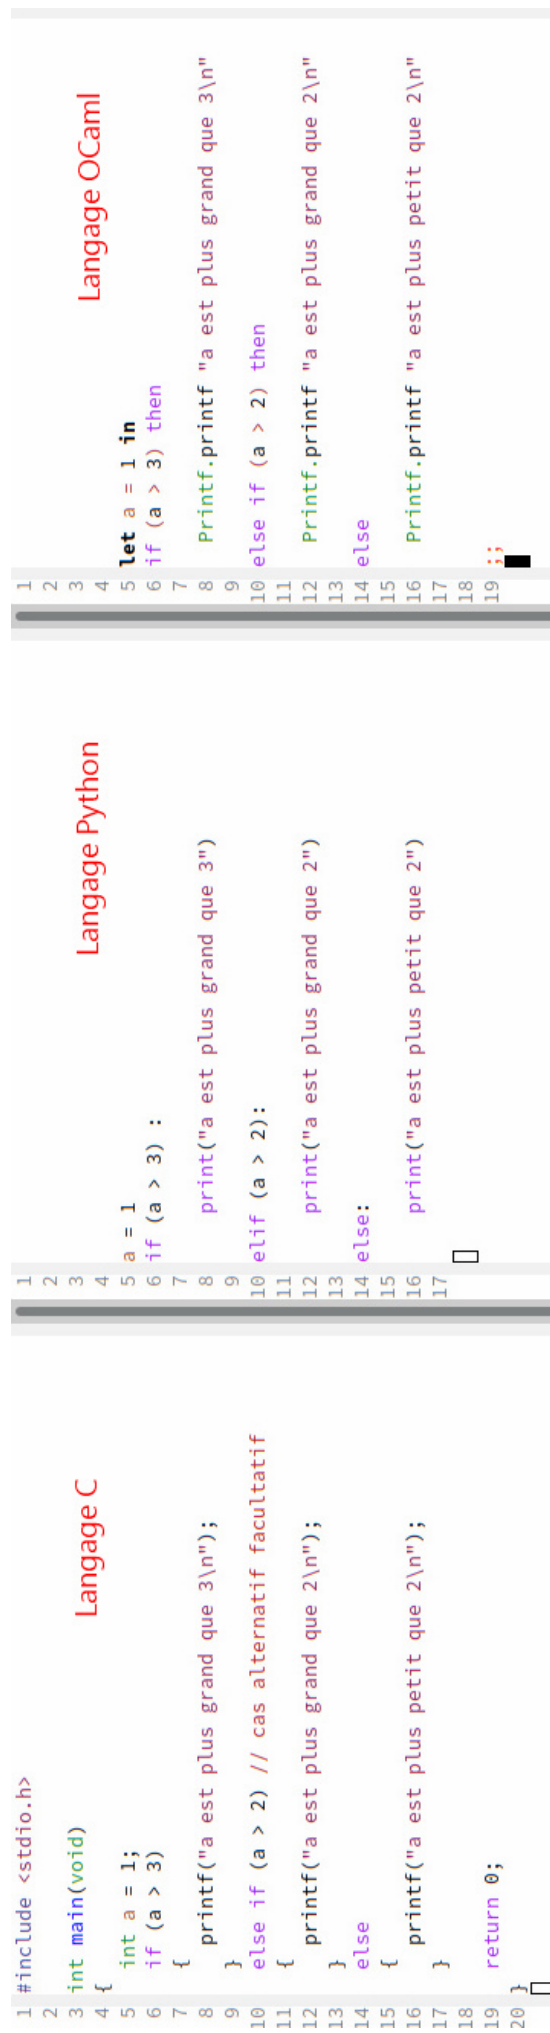 Langage C
1 #include <stdio.h>
2
3 int main(void)
4 {
5 int a = 1;
6 if (a > 3)
7 {
8 printf("a est plus grand que 3\n");
9 }
10 else if (a > 2) // cas alternatif facultatif
11 {
12 printf("a est plus grand que 2\n");
13 }
14 else
15 {
16 printf("a est plus petit que 2\n");
17 }
18
19 return 0;
20 }
Langage Python
1
2
3
4
5 a = 1
6 if (a > 3) :
7
8 print("a est plus grand que 3")
9
10 elif (a > 2):
11
12 print("a est plus grand que 2")
13
14 else:
15
16 print("a est plus petit que 2")
17
Langage OCaml
1
2
3
4
5 let a = 1 in
6 if (a > 3) then
7
8 Printf.printf "a est plus grand que 3\n"
9
10 else if (a > 2) then
11
12 Printf.printf "a est plus grand que 2\n"
13
14 else
15
16 Printf.printf "a est plus petit que 2\n"
17
18
19 ;;